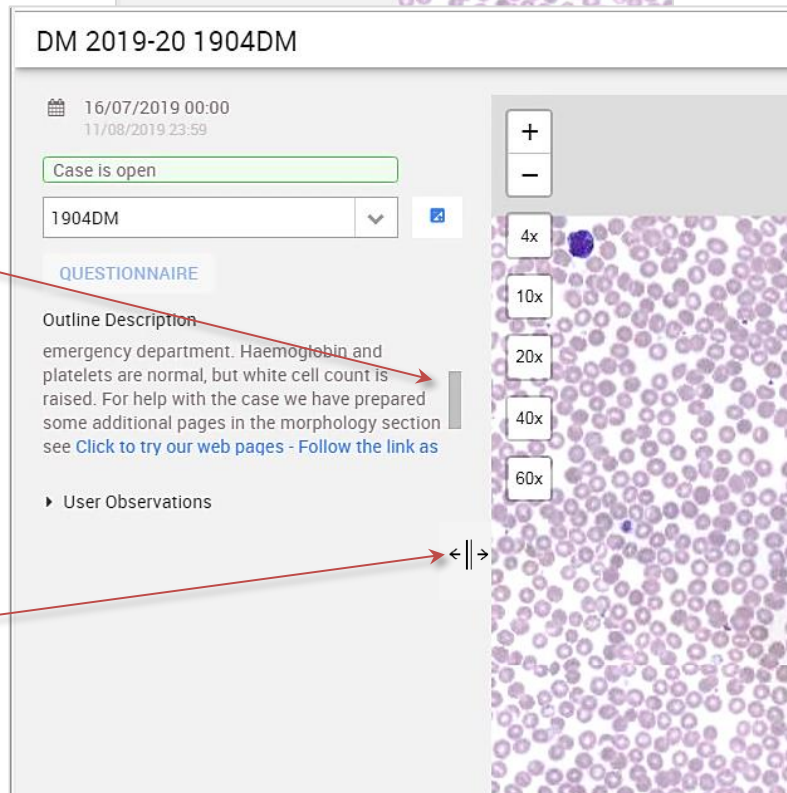 DM 2019-20 1904DM
16/07/2019 00:00
11/08/2019 23:59
Case is open
1904DM
QUESTIONNAIRE
Outline Description
emergency department. Haemoglobin and
platelets are normal, but white cell count is
raised. For help with the case we have prepared
some additional pages in the morphology section
see Click to try our web pages - Follow the link as
User Observations
+
−
4x
10x
20x
40x
60x